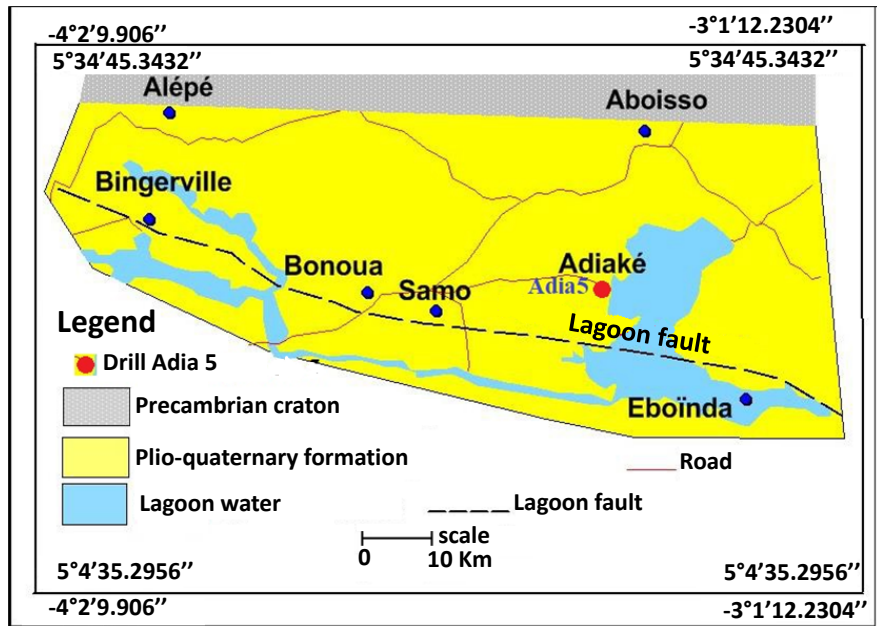 -4°2’9.906’’
-3°1’12.2304’’
5°34’45.3432’’
5°34’45.3432’’
Alépé
Aboisso
Bingerville
Bonoua
Adiaké
Samo
Adia5
Lagoon fault
Legend
Drill Adia 5
Precambrian craton
Eboïnda
Plio-quaternary formation
Road
Lagoon water
Lagoon fault
scale
0 10 Km
5°4’35.2956’’
5°4’35.2956’’
-4°2’9.906’’
-3°1’12.2304’’